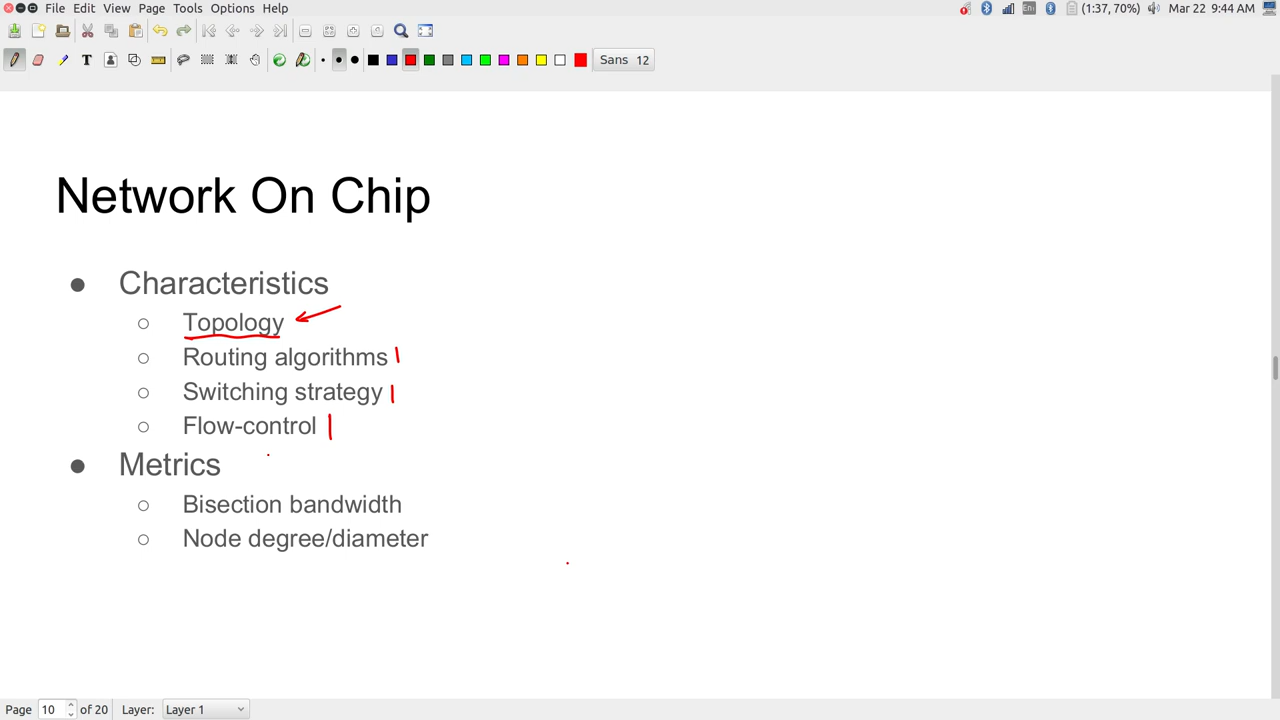 File Edit View Page Tools Options Help
En (1:37, 70%) Mar 22 9:44 AM
T Sans 12
Network On Chip
● Characteristics
○ Topology
○ Routing algorithms
○ Switching strategy
○ Flow-control
● Metrics
○ Bisection bandwidth
○ Node degree/diameter
Page 10 of 20 Layer: Layer 1